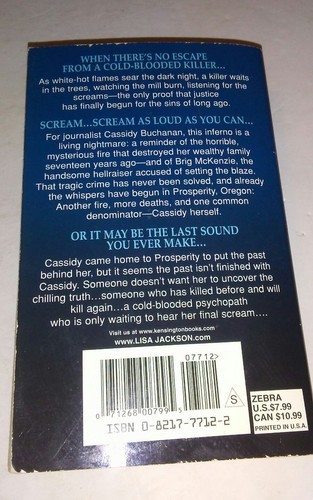 WHEN THERE'S NO ESCAPE
FROM A COLD-BLOODED KILLER...
As white-hot flames sear the dark night, a killer waits
in the trees, watching the mill burn, listening for the
screams—the only proof that justice
has finally begun for the sins of long ago.
SCREAM...SCREAM AS LOUD AS YOU CAN...
For journalist Cassidy Buchanan, this inferno is a
living nightmare: a reminder of the horrible,
mysterious fire that destroyed her wealthy family
seventeen years ago—and of Brig McKenzie, the
handsome hellraiser accused of setting the blaze.
That tragic crime has never been solved, and already
the whispers have begun in Prosperity, Oregon:
Another fire, more deaths, and one common
denominator—Cassidy herself.
OR IT MAY BE THE LAST SOUND
YOU EVER MAKE...
Cassidy came home to Prosperity to put the past
behind her, but it seems the past isn't finished with
Cassidy. Someone doesn't want her to uncover the
chilling truth...someone who has killed before and will
kill again...a cold-blooded psychopath
who is only waiting to hear her final scream....
Visit us at www.kensingtonbooks.com
www.LISA JACKSON.com
07712>
0 71268 00799 5
S
ISBN 0-8217-7712-2
ZEBRA
U.S.$7.99
CAN $10.99
PRINTED IN U.S.A.